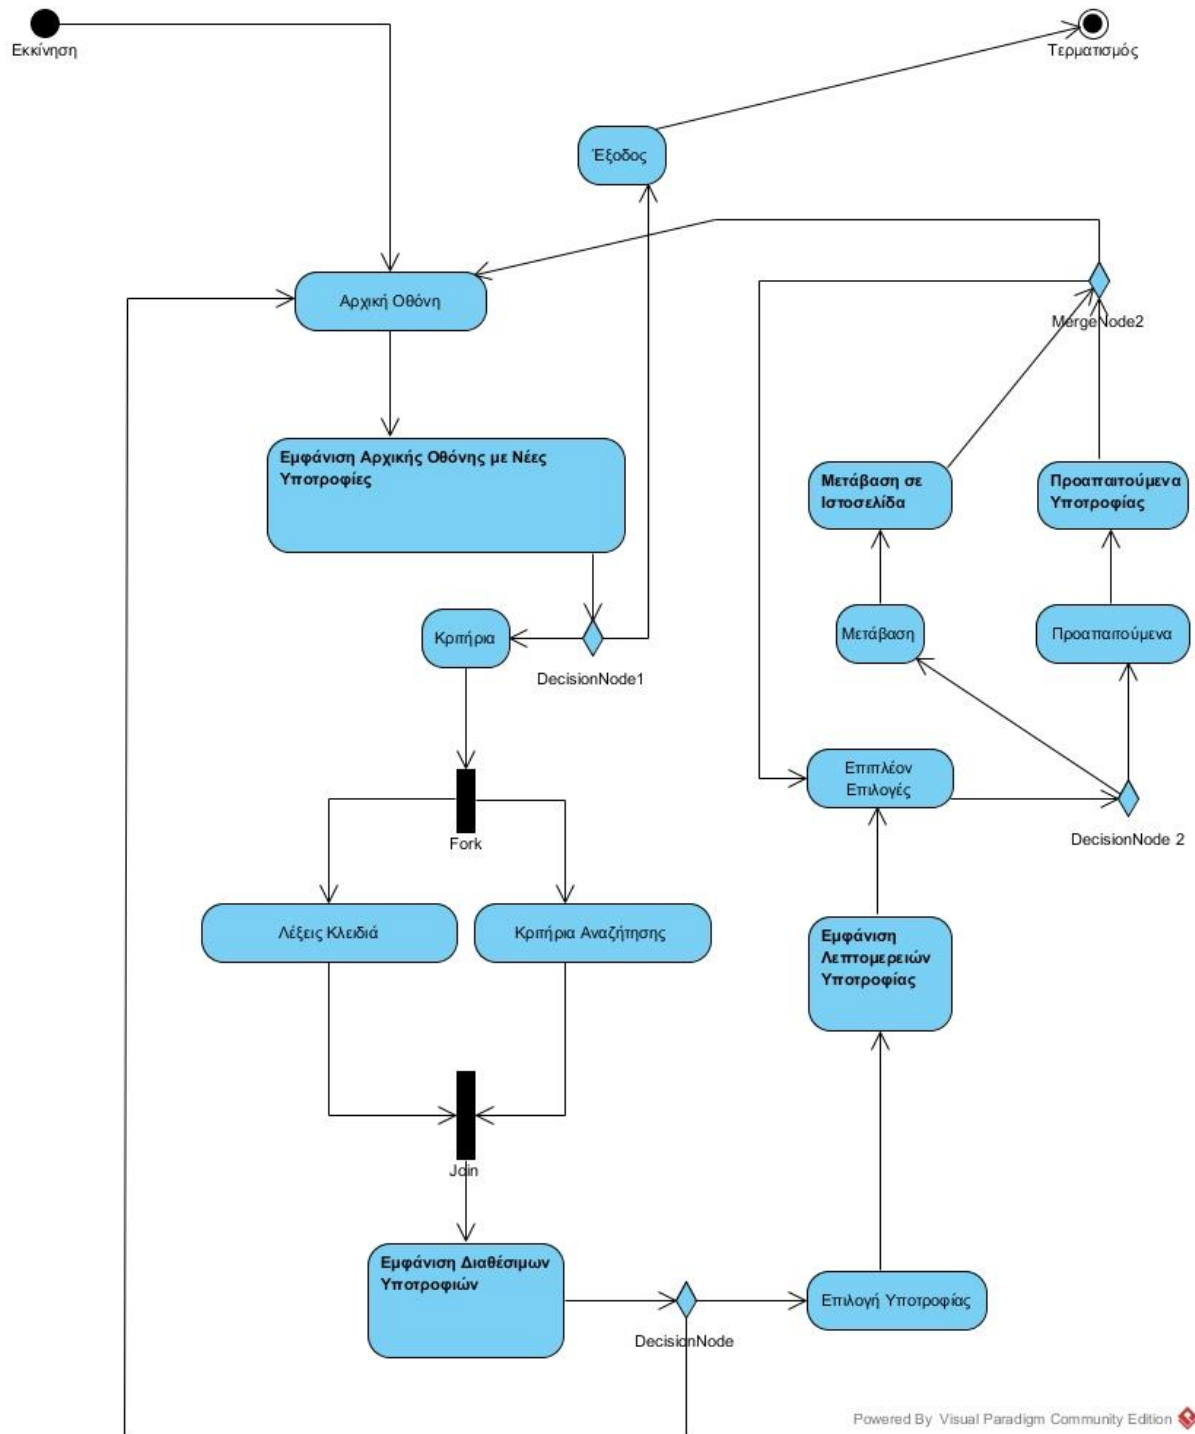 Εκκίνηση
Τερματισμός
Έξοδος
Αρχική Οθόνη
MergeNode2
Εμφάνιση Αρχικής Οθόνης με Νέες
Υποτροφίες
Μετάβαση σε
Ιστοσελίδα
Προαπαιτούμενα
Υποτροφίας
Κριτήρια
DecisionNode1
Μετάβαση
Προαπαιτούμενα
Επιπλέον
Επιλογές
DecisionNode 2
Fork
Λέξεις Κλειδιά
Κριτήρια Αναζήτησης
Εμφάνιση
Λεπτομερειών
Υποτροφίας
Join
Εμφάνιση Διαθέσιμων
Υποτροφιών
DecisionNode
Επιλογή Υποτροφίας
Powered By Visual Paradigm Community Edition